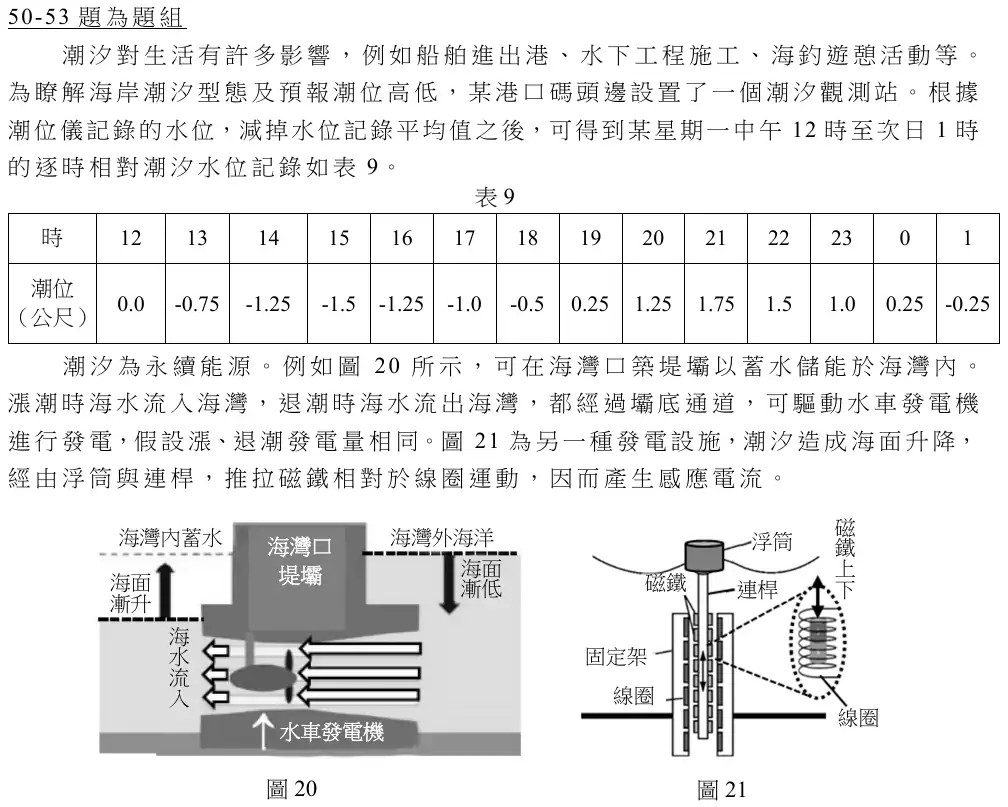 50-53 題為題組
潮汐對生活有許多影響，例如船舶進出港、水下工程施工、海釣遊憩活動等。
為瞭解海岸潮汐型態及預報潮位高低，某港口碼頭邊設置了一個潮汐觀測站。根據
潮位儀記錄的水位，減掉水位記錄平均值之後，可得到某星期一中午 12 時至次日 1 時
的逐時相對潮汐水位記錄如表 9。
表 9
時 12 13 14 15 16 17 18 19 20 21 22 23 0 1
潮位
（公尺） 0.0 -0.75 -1.25 -1.5 -1.25 -1.0 -0.5 0.25 1.25 1.75 1.5 1.0 0.25 -0.25
潮汐為永續能源。例如圖 20 所示，可在海灣口築堤壩以蓄水儲能於海灣內。
漲潮時海水流入海灣，退潮時海水流出海灣，都經過壩底通道，可驅動水車發電機
進行發電，假設漲、退潮發電量相同。圖 21 為另一種發電設施，潮汐造成海面升降，
經由浮筒與連桿，推拉磁鐵相對於線圈運動，因而產生感應電流。
海灣內蓄水
海灣口
堤壩
海灣外海洋
海面
漸升
海面
漸低
海水流入
水車發電機
圖 20
浮筒
磁鐵
連桿
磁鐵上下
固定架
線圈
線圈
圖 21